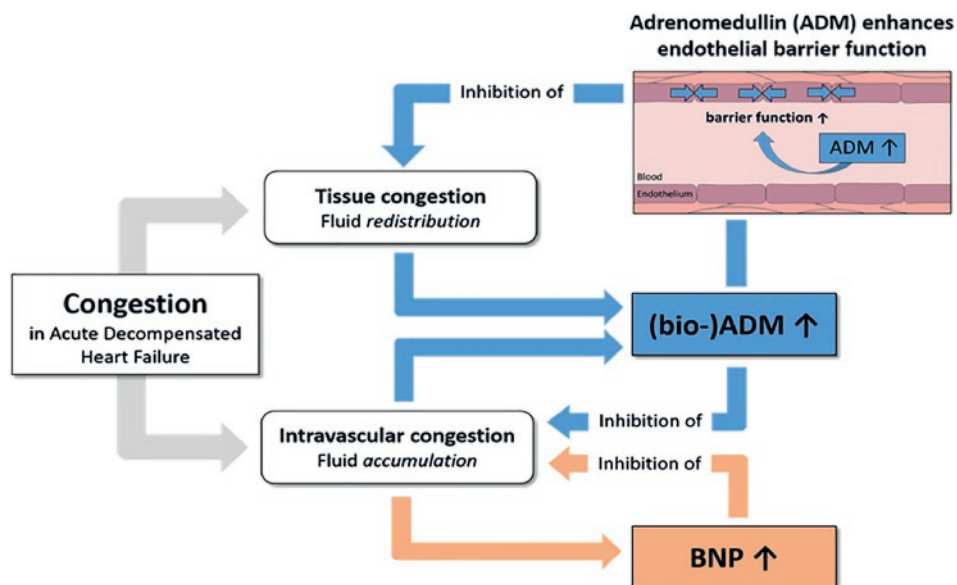 Adrenomedullin (ADM) enhances
endothelial barrier function
Inhibition of
barrier function ↑
ADM ↑
Blood
Endothelium
Tissue congestion
Fluid redistribution
Congestion
in Acute Decompensated
Heart Failure
(bio-)ADM ↑
Inhibition of
Intravascular congestion
Fluid accumulation
Inhibition of
BNP ↑